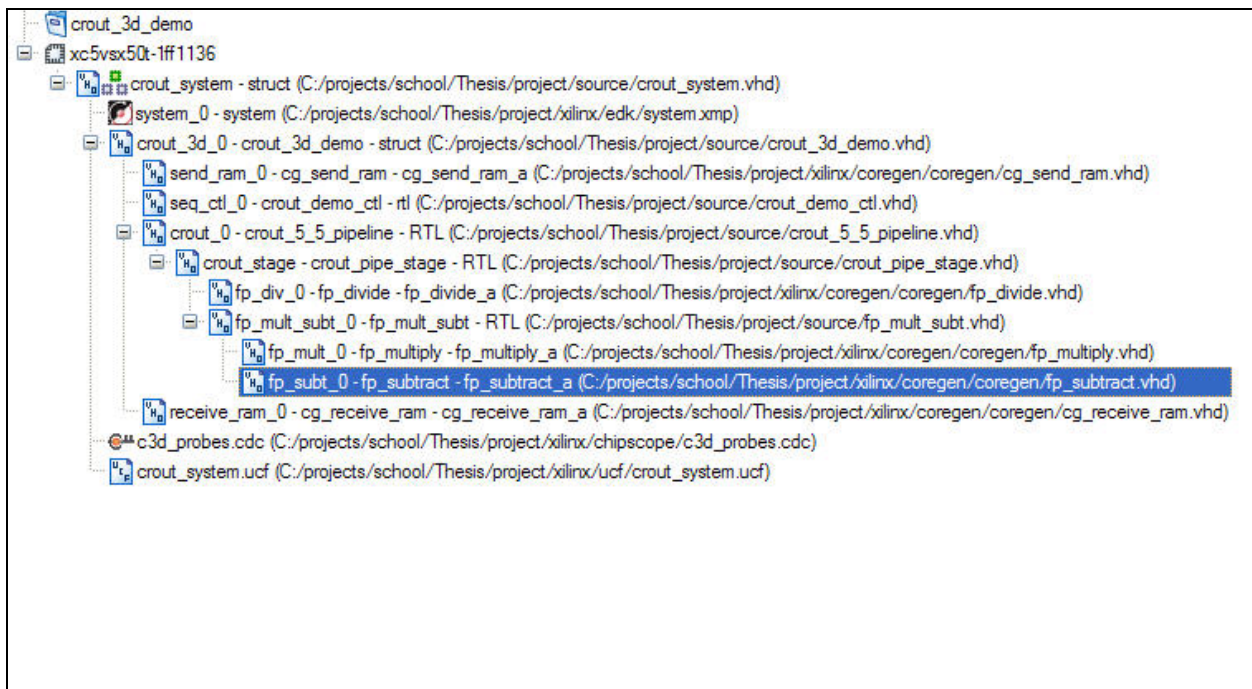 crout_3d_demo
xc5vsx50t-1ff1136
crout_system - struct (C:/projects/school/Thesis/project/source/crout_system.vhd)
system_0 - system (C:/projects/school/Thesis/project/xilinx/edk/system.xmp)
crout_3d_0 - crout_3d_demo - struct (C:/projects/school/Thesis/project/source/crout_3d_demo.vhd)
send_ram_0 - cg_send_ram - cg_send_ram_a (C:/projects/school/Thesis/project/xilinx/coregen/coregen/cg_send_ram.vhd)
seq_ctl_0 - crout_demo_ctl - rtl (C:/projects/school/Thesis/project/source/crout_demo_ctl.vhd)
crout_0 - crout_5_5_pipeline - RTL (C:/projects/school/Thesis/project/source/crout_5_5_pipeline.vhd)
crout_stage - crout_pipe_stage - RTL (C:/projects/school/Thesis/project/source/crout_pipe_stage.vhd)
fp_div_0 - fp_divide - fp_divide_a (C:/projects/school/Thesis/project/xilinx/coregen/coregen/fp_divide.vhd)
fp_mult_subt_0 - fp_mult_subt - RTL (C:/projects/school/Thesis/project/source/fp_mult_subt.vhd)
fp_mult_0 - fp_multiply - fp_multiply_a (C:/projects/school/Thesis/project/xilinx/coregen/coregen/fp_multiply.vhd)
fp_subt_0 - fp_subtract - fp_subtract_a (C:/projects/school/Thesis/project/xilinx/coregen/coregen/fp_subtract.vhd)
receive_ram_0 - cg_receive_ram - cg_receive_ram_a (C:/projects/school/Thesis/project/xilinx/coregen/coregen/cg_receive_ram.vhd)
c3d_probes.cdc (C:/projects/school/Thesis/project/xilinx/chipscope/c3d_probes.cdc)
crout_system.ucf (C:/projects/school/Thesis/project/xilinx/ucf/crout_system.ucf)